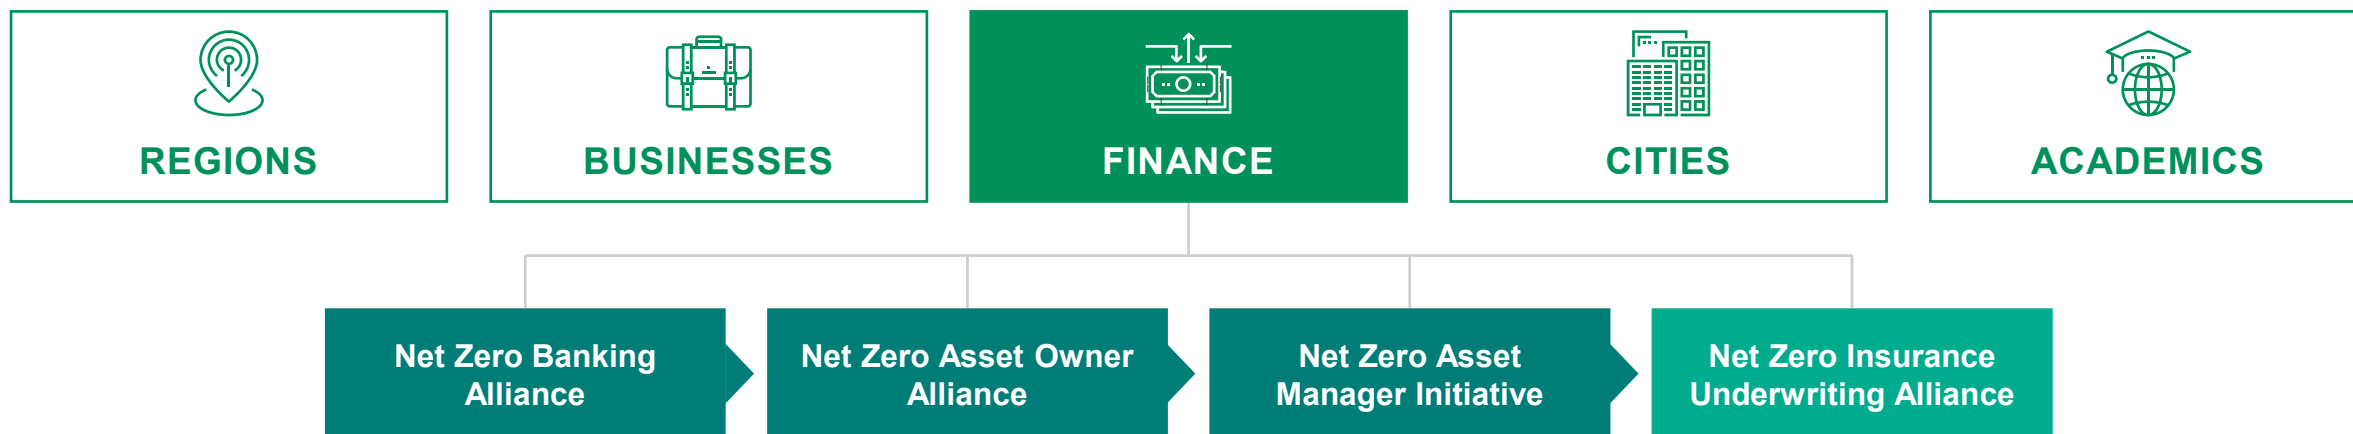 REGIONS
BUSINESSES
FINANCE
CITIES
ACADEMICS
Net Zero Banking
Alliance
Net Zero Asset Owner
Alliance
Net Zero Asset
Manager Initiative
Net Zero Insurance
Underwriting Alliance